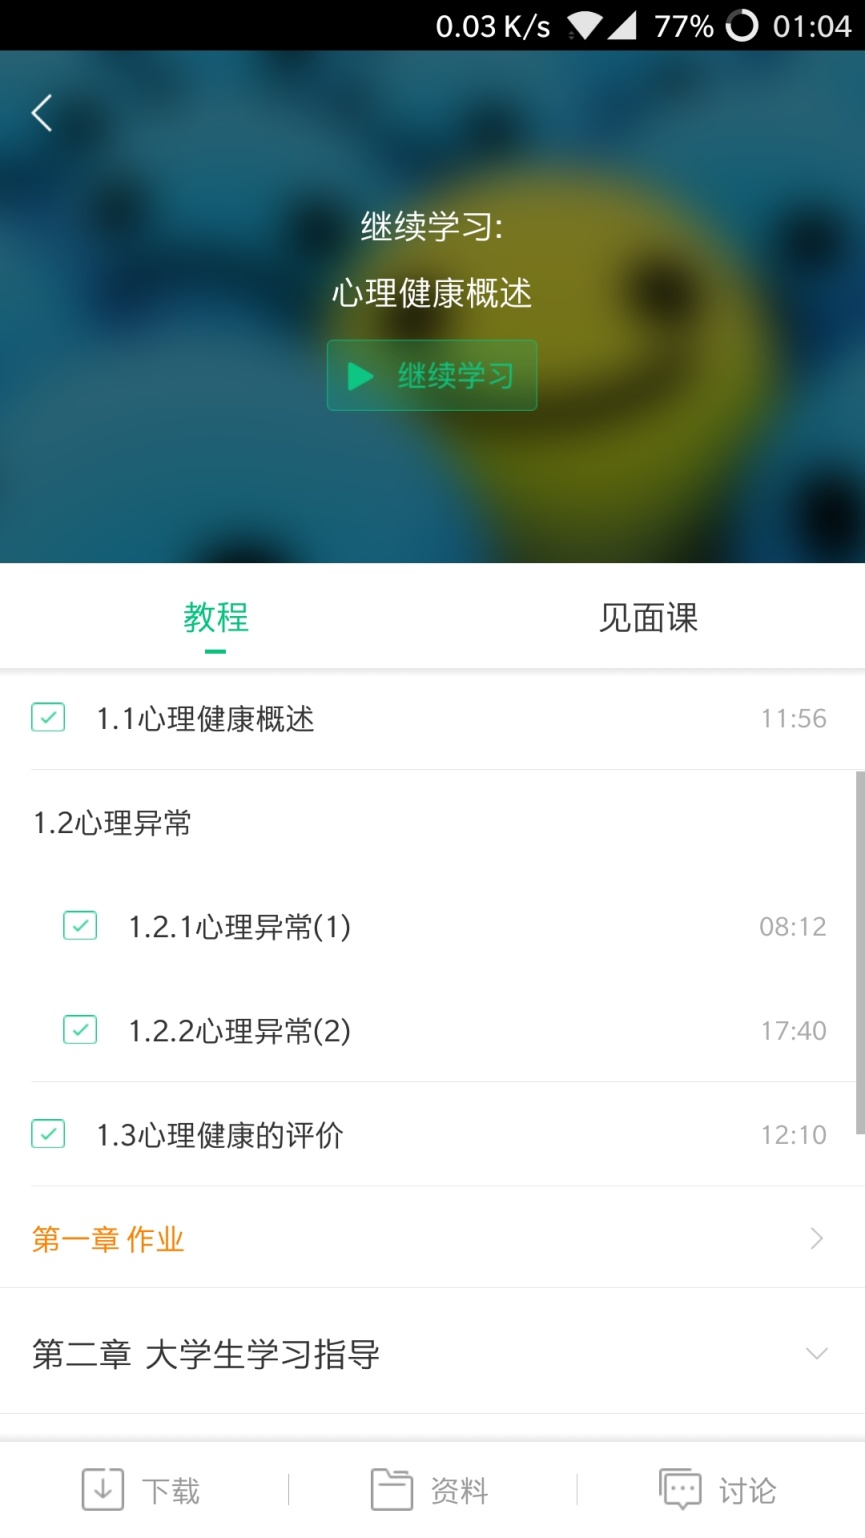 0.03 K/s 77% 01:04
继续学习:
心理健康概述
继续学习
教程 见面课
1.1心理健康概述 11:56
1.2心理异常
1.2.1心理异常(1) 08:12
1.2.2心理异常(2) 17:40
1.3心理健康的评价 12:10
第一章 作业
第二章 大学生学习指导
下载 资料 讨论